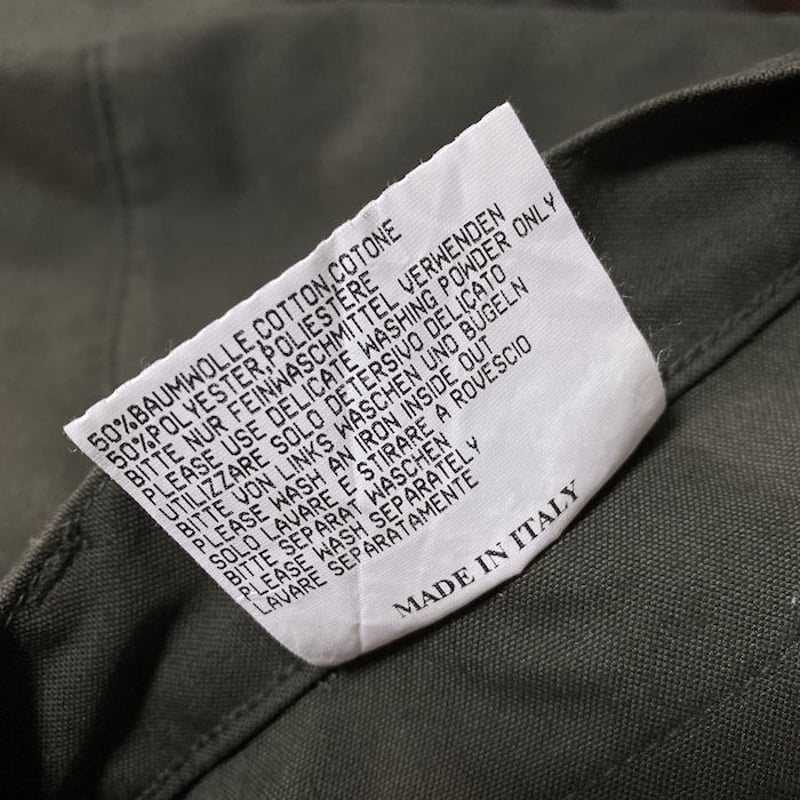 50%BAUMWOLLE,COTTON,COTONE
50%POLYESTER,POLIESTERE
BITTE NUR FEINWASCHMITTEL VERWENDEN
PLEASE USE DELICATE WASHING POWDER ONLY
UTILIZZARE SOLO DETERSIVO DELICATO
BITTE VON LINKS WASCHEN UND BÜGELN
PLEASE WASH AN IRON INSIDE OUT
SOLO LAVARE E STIRARE A ROVESCIO
BITTE SEPARAT WASCHEN
PLEASE WASH SEPARATELY
LAVARE SEPARATAMENTE
MADE IN ITALY